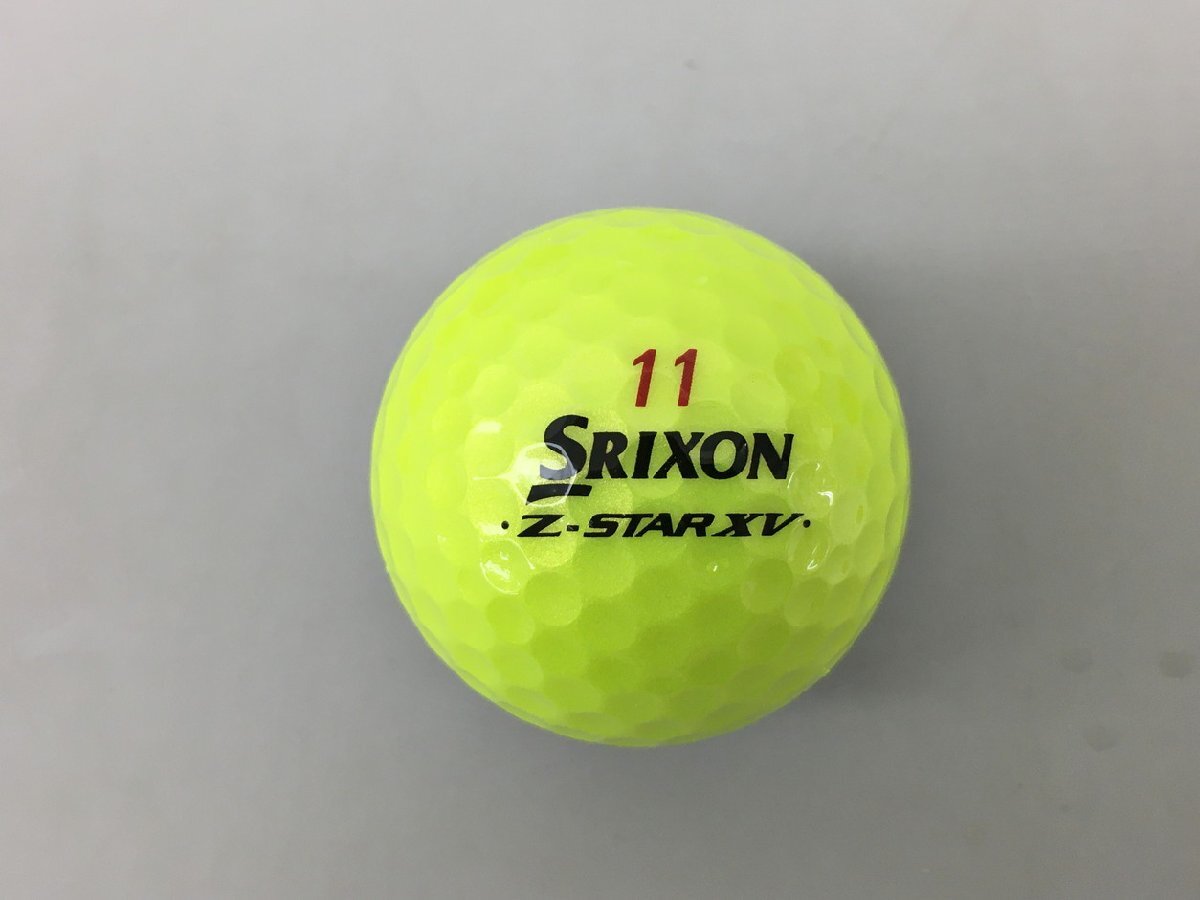 11
SRIXON
·Z-STAR XV·